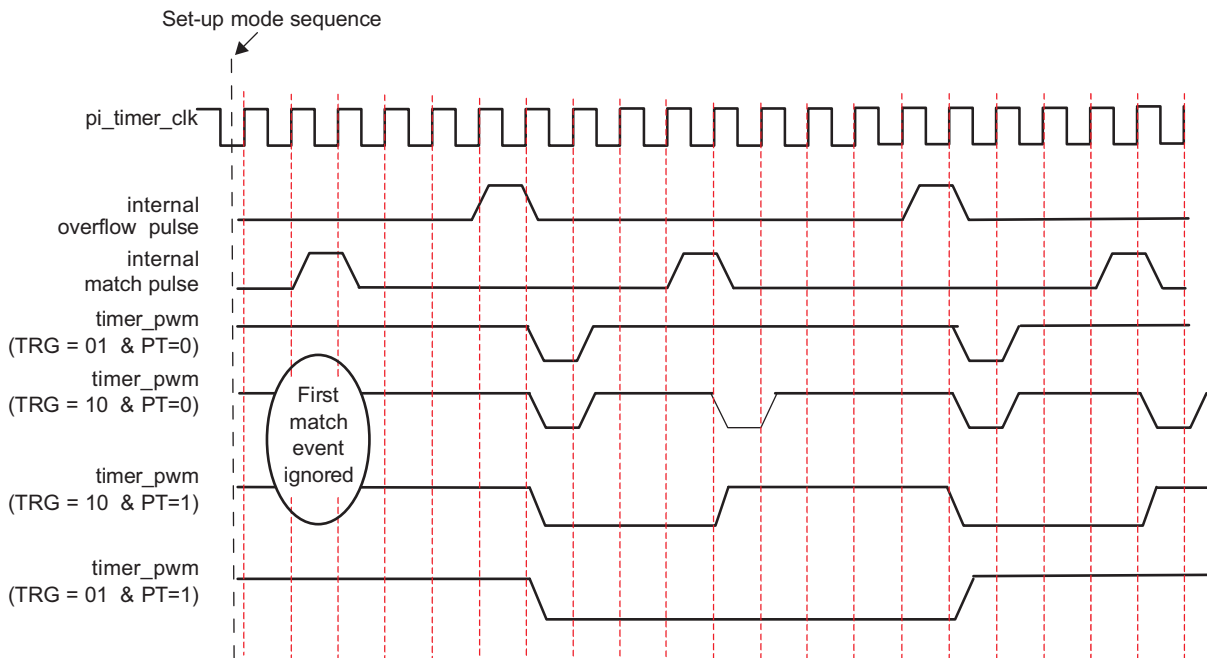 Set-up mode sequence
pi_timer_clk
internal
overflow pulse
internal
match pulse
timer_pwm
(TRG = 01 & PT=0)
timer_pwm
(TRG = 10 & PT=0)
First
match
event
ignored
timer_pwm
(TRG = 10 & PT=1)
timer_pwm
(TRG = 01 & PT=1)